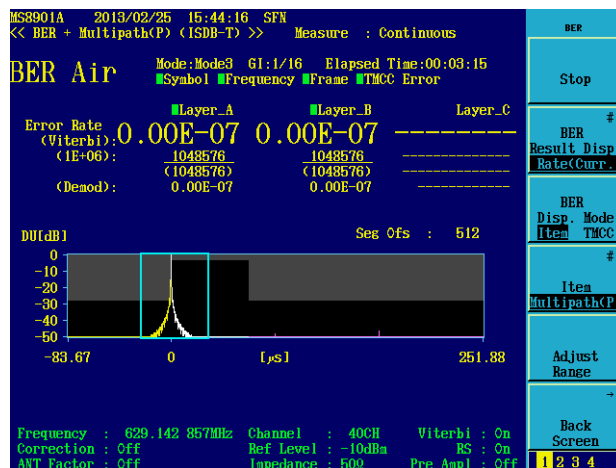 MS8901A 2013/02/25 15:44:16 SFN
<< BER + Multipath(P) (ISDB-T) >> Measure : Continuous
BER Air
Mode:Mode3 GI:1/16 Elapsed Time:00:03:15
Symbol Frequency Frame TMCC Error
Layer_A Layer_B Layer_C
Error Rate
(Viterbi): 0.00E-07 0.00E-07 --------
(1E+06): 1048576 1048576 --------------
(1048576) (1048576) --------------
(Demod): 0.00E-07 0.00E-07 --------------
DU[dB] Seg Ofs : 512
0
-10
-20
-30
-40
-50
-83.67 0 [μs] 251.88
Frequency : 629.142 857MHz Channel : 40CH Viterbi : On
Correction : Off Ref Level : -10dBm RS : On
ANT Factor : Off Impedance : 50Ω Pre Ampl : Off
BER
Stop
#
BER
Result Disp
Rate(Curr.
BER
Disp. Mode
Item TMCC
#
Item
Multipath(P
Adjust
Range
→
Back
Screen
1 2 3 4